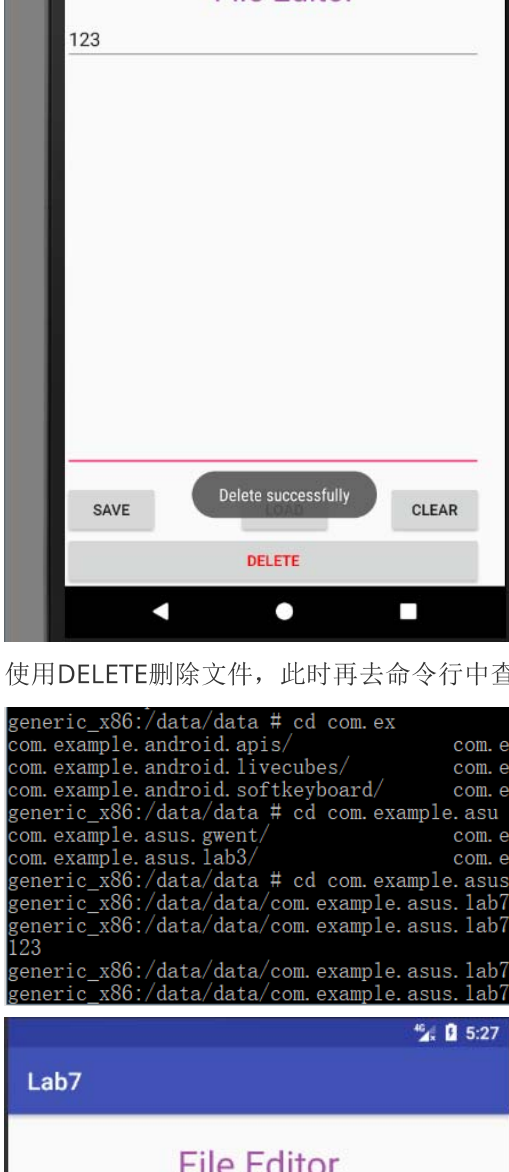 File Editor
123
Delete successfully
SAVE
LOAD
CLEAR
DELETE
使用DELETE删除文件，此时再去命令行中查
generic_x86:/data/data # cd com.ex
com.example.android.apis/ com.e
com.example.android.livecubes/ com.e
com.example.android.softkeyboard/ com.e
generic_x86:/data/data # cd com.example.asu
com.example.asus.gwent/ com.e
com.example.asus.lab3/ com.e
generic_x86:/data/data # cd com.example.asus
generic_x86:/data/data/com.example.asus.lab7
generic_x86:/data/data/com.example.asus.lab7
123
generic_x86:/data/data/com.example.asus.lab7
generic_x86:/data/data/com.example.asus.lab7
4G 5:27
Lab7
File Editor